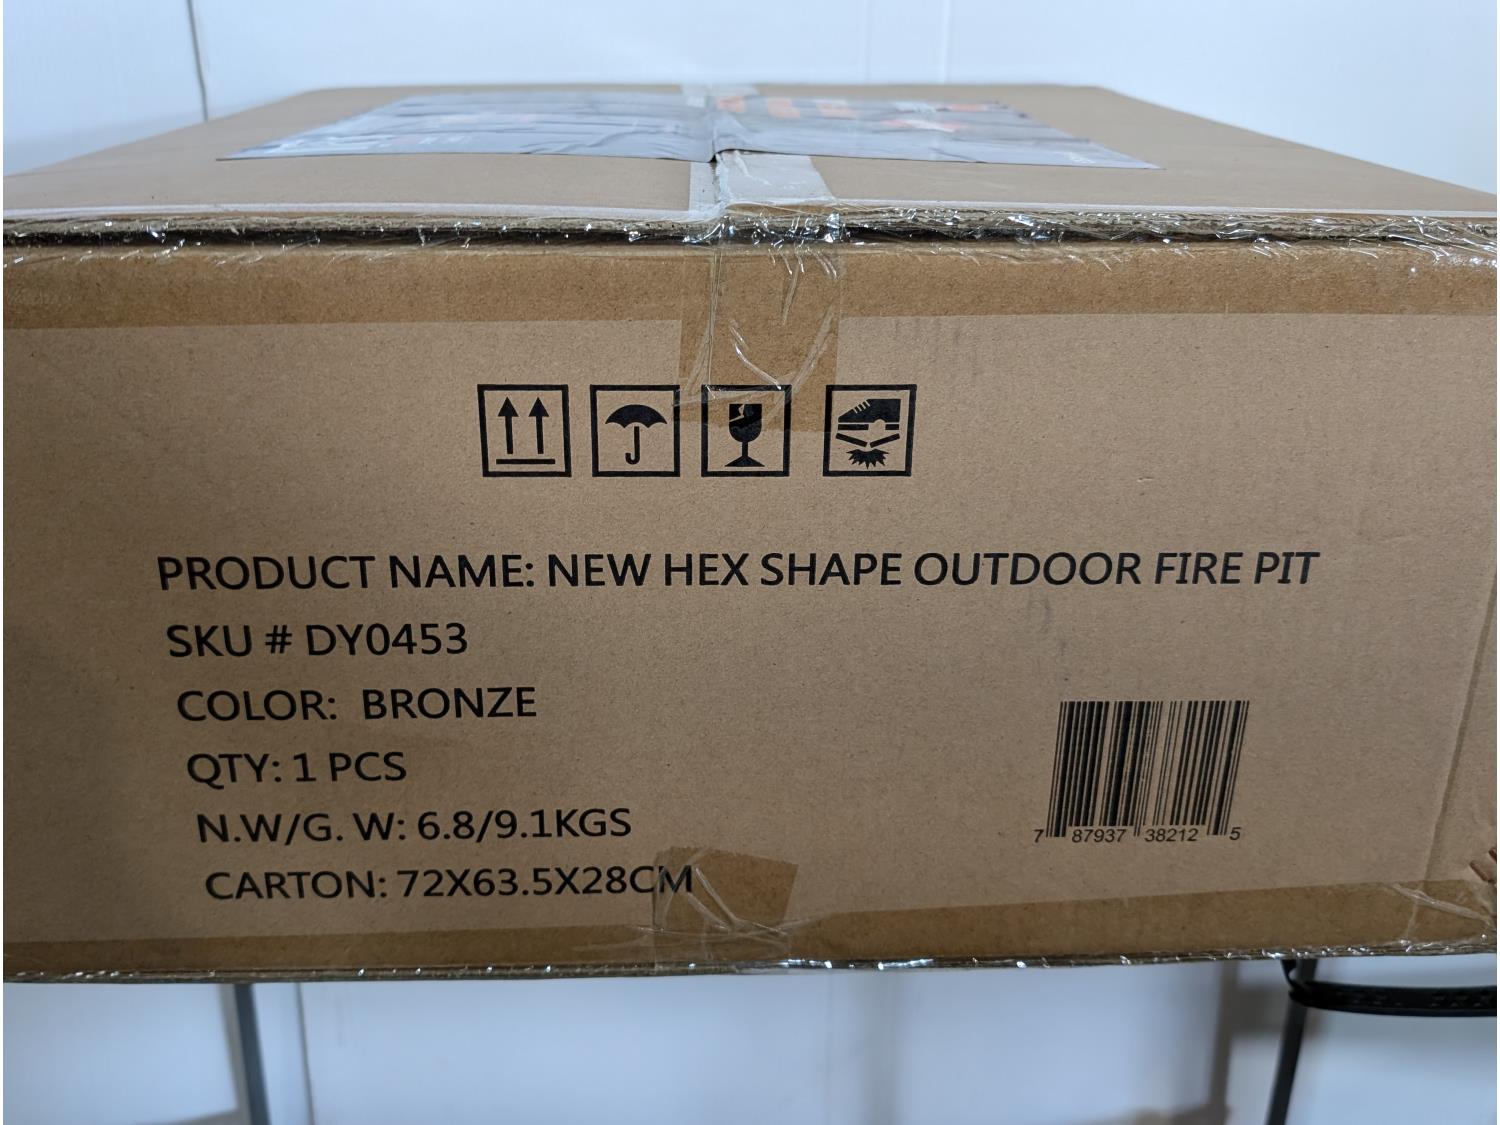 PRODUCT NAME: NEW HEX SHAPE OUTDOOR FIRE PIT
SKU # DY0453
COLOR: BRONZE
QTY: 1 PCS
N.W/G. W: 6.8/9.1KGS
CARTON: 72X63.5X28CM
7 87937 38212 5